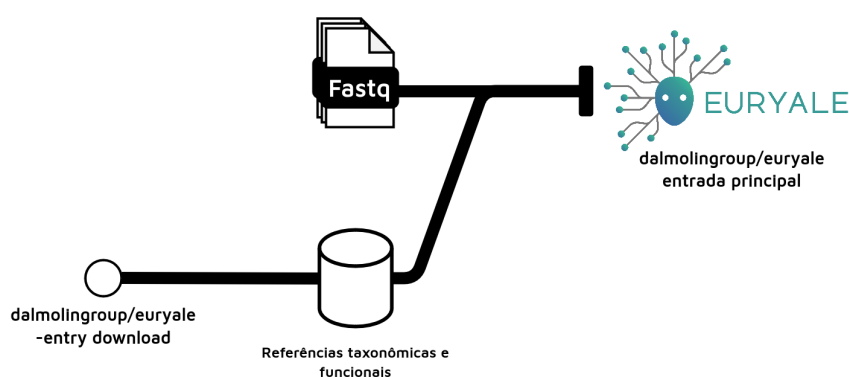 Fastq
EURYALE
dalmolingroup/euryale
entrada principal
dalmolingroup/euryale
-entry download
Referências taxonômicas e
funcionais